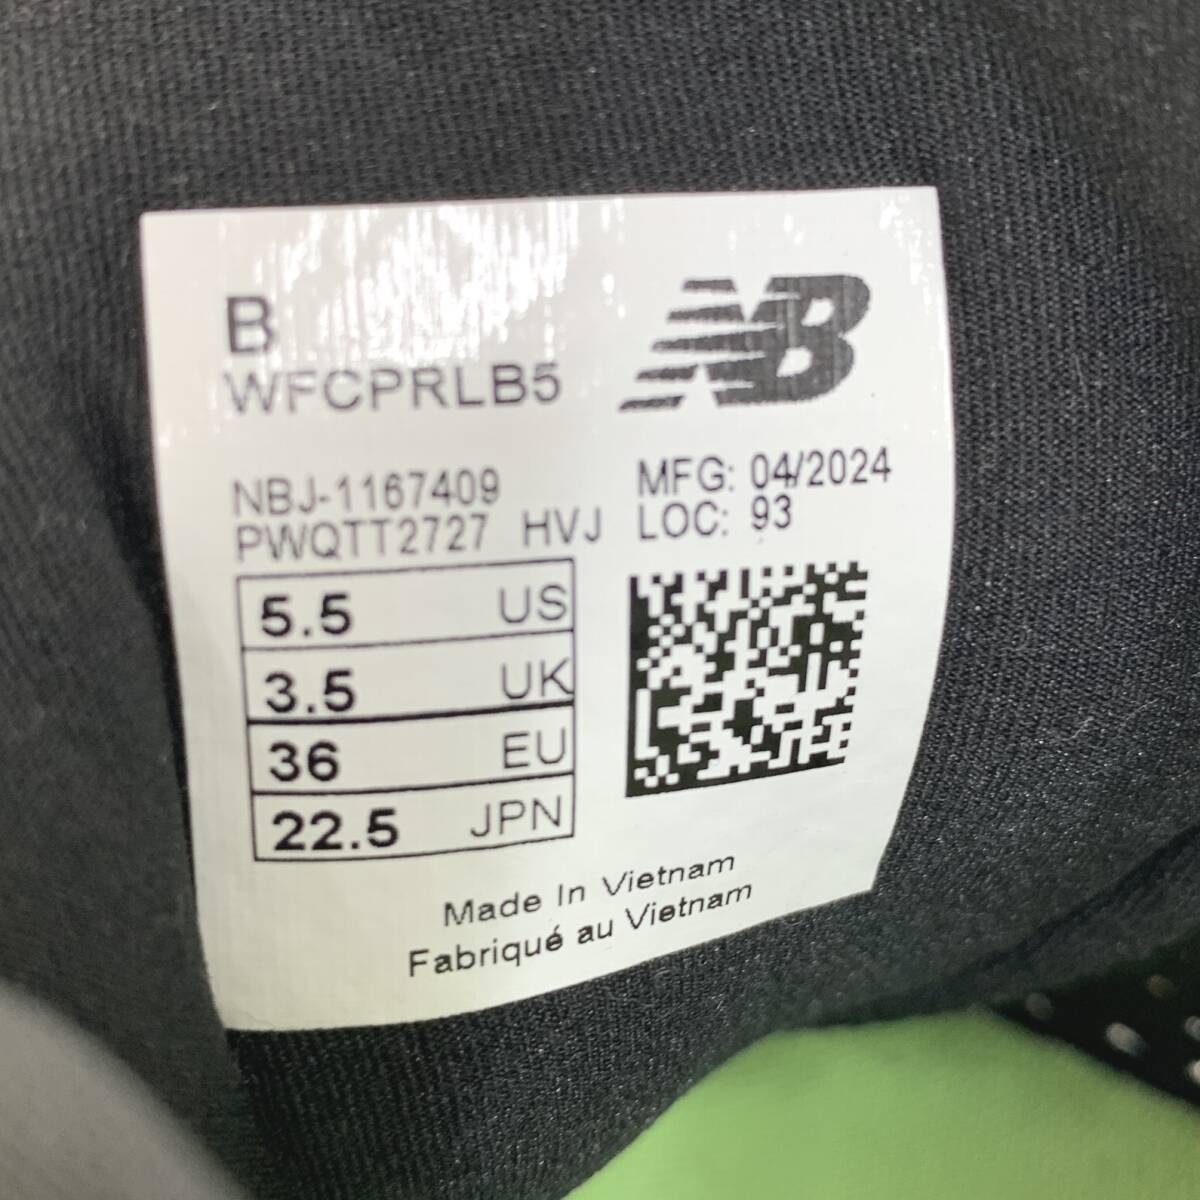 B
WFCPRLB5
NB
NBJ-1167409
PWQTT2727 HVJ
MFG: 04/2024
LOC: 93
5.5 US
3.5 UK
36 EU
22.5 JPN
Made In Vietnam
Fabriqué au Vietnam